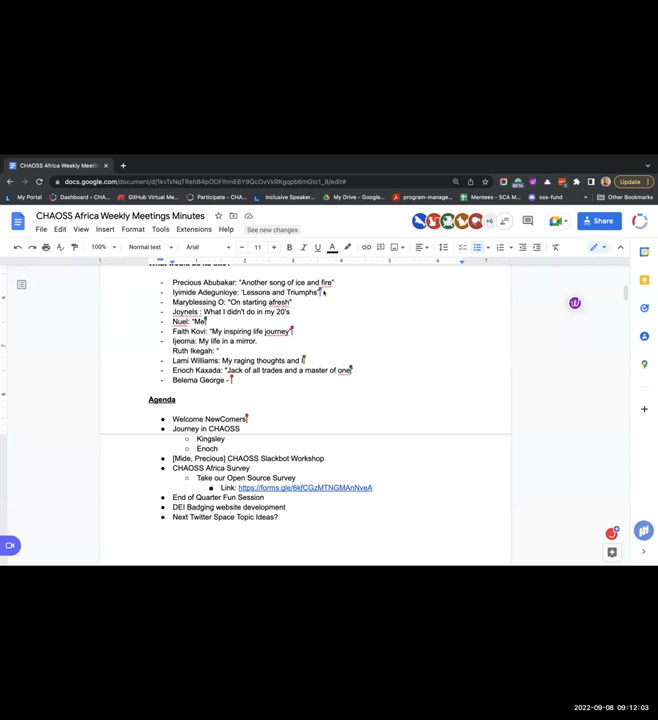 CHAOSS Africa Weekly Meetin
docs.google.com/document/d/1kvTxNqTRehB4pOOFlhmE6Y9QcOvVkRKgqpb6mGlo1_8/edit#
Update
My Portal
Dashboard ‹ CHA...
GitHub Virtual Me...
Participate – CHA...
Inclusive Speaker...
My Drive – Google...
program-manage...
Mentees – SCA M...
oss-fund
Other Bookmarks
CHAOSS Africa Weekly Meetings Minutes
File Edit View Insert Format Tools Extensions Help See new changes
+6
Share
100% Normal text Arial 11
- Precious Abubakar: "Another song of ice and fire"
- Iyimide Adegunloye: 'Lessons and Triumphs'
- Maryblessing O: "On starting afresh"
- Joynels : What I didn't do in my 20's
- Nuel: "Me
- Faith Kovi: "My inspiring life journey"
- Ijeoma: My life in a mirror.
Ruth Ikegah: "
- Lami Williams: My raging thoughts and I
- Enoch Kaxada: "Jack of all trades and a master of one
- Belema George -
Agenda
● Welcome NewComers
● Journey in CHAOSS
○ Kingsley
○ Enoch
● [Mide, Precious] CHAOSS Slackbot Workshop
● CHAOSS Africa Survey
○ Take our Open Source Survey
■ Link: https://forms.gle/6kfCGzMTNGMAnNveA
● End of Quarter Fun Session
● DEI Badging website development
● Next Twitter Space Topic Ideas?
2022-09-08 09:12:03